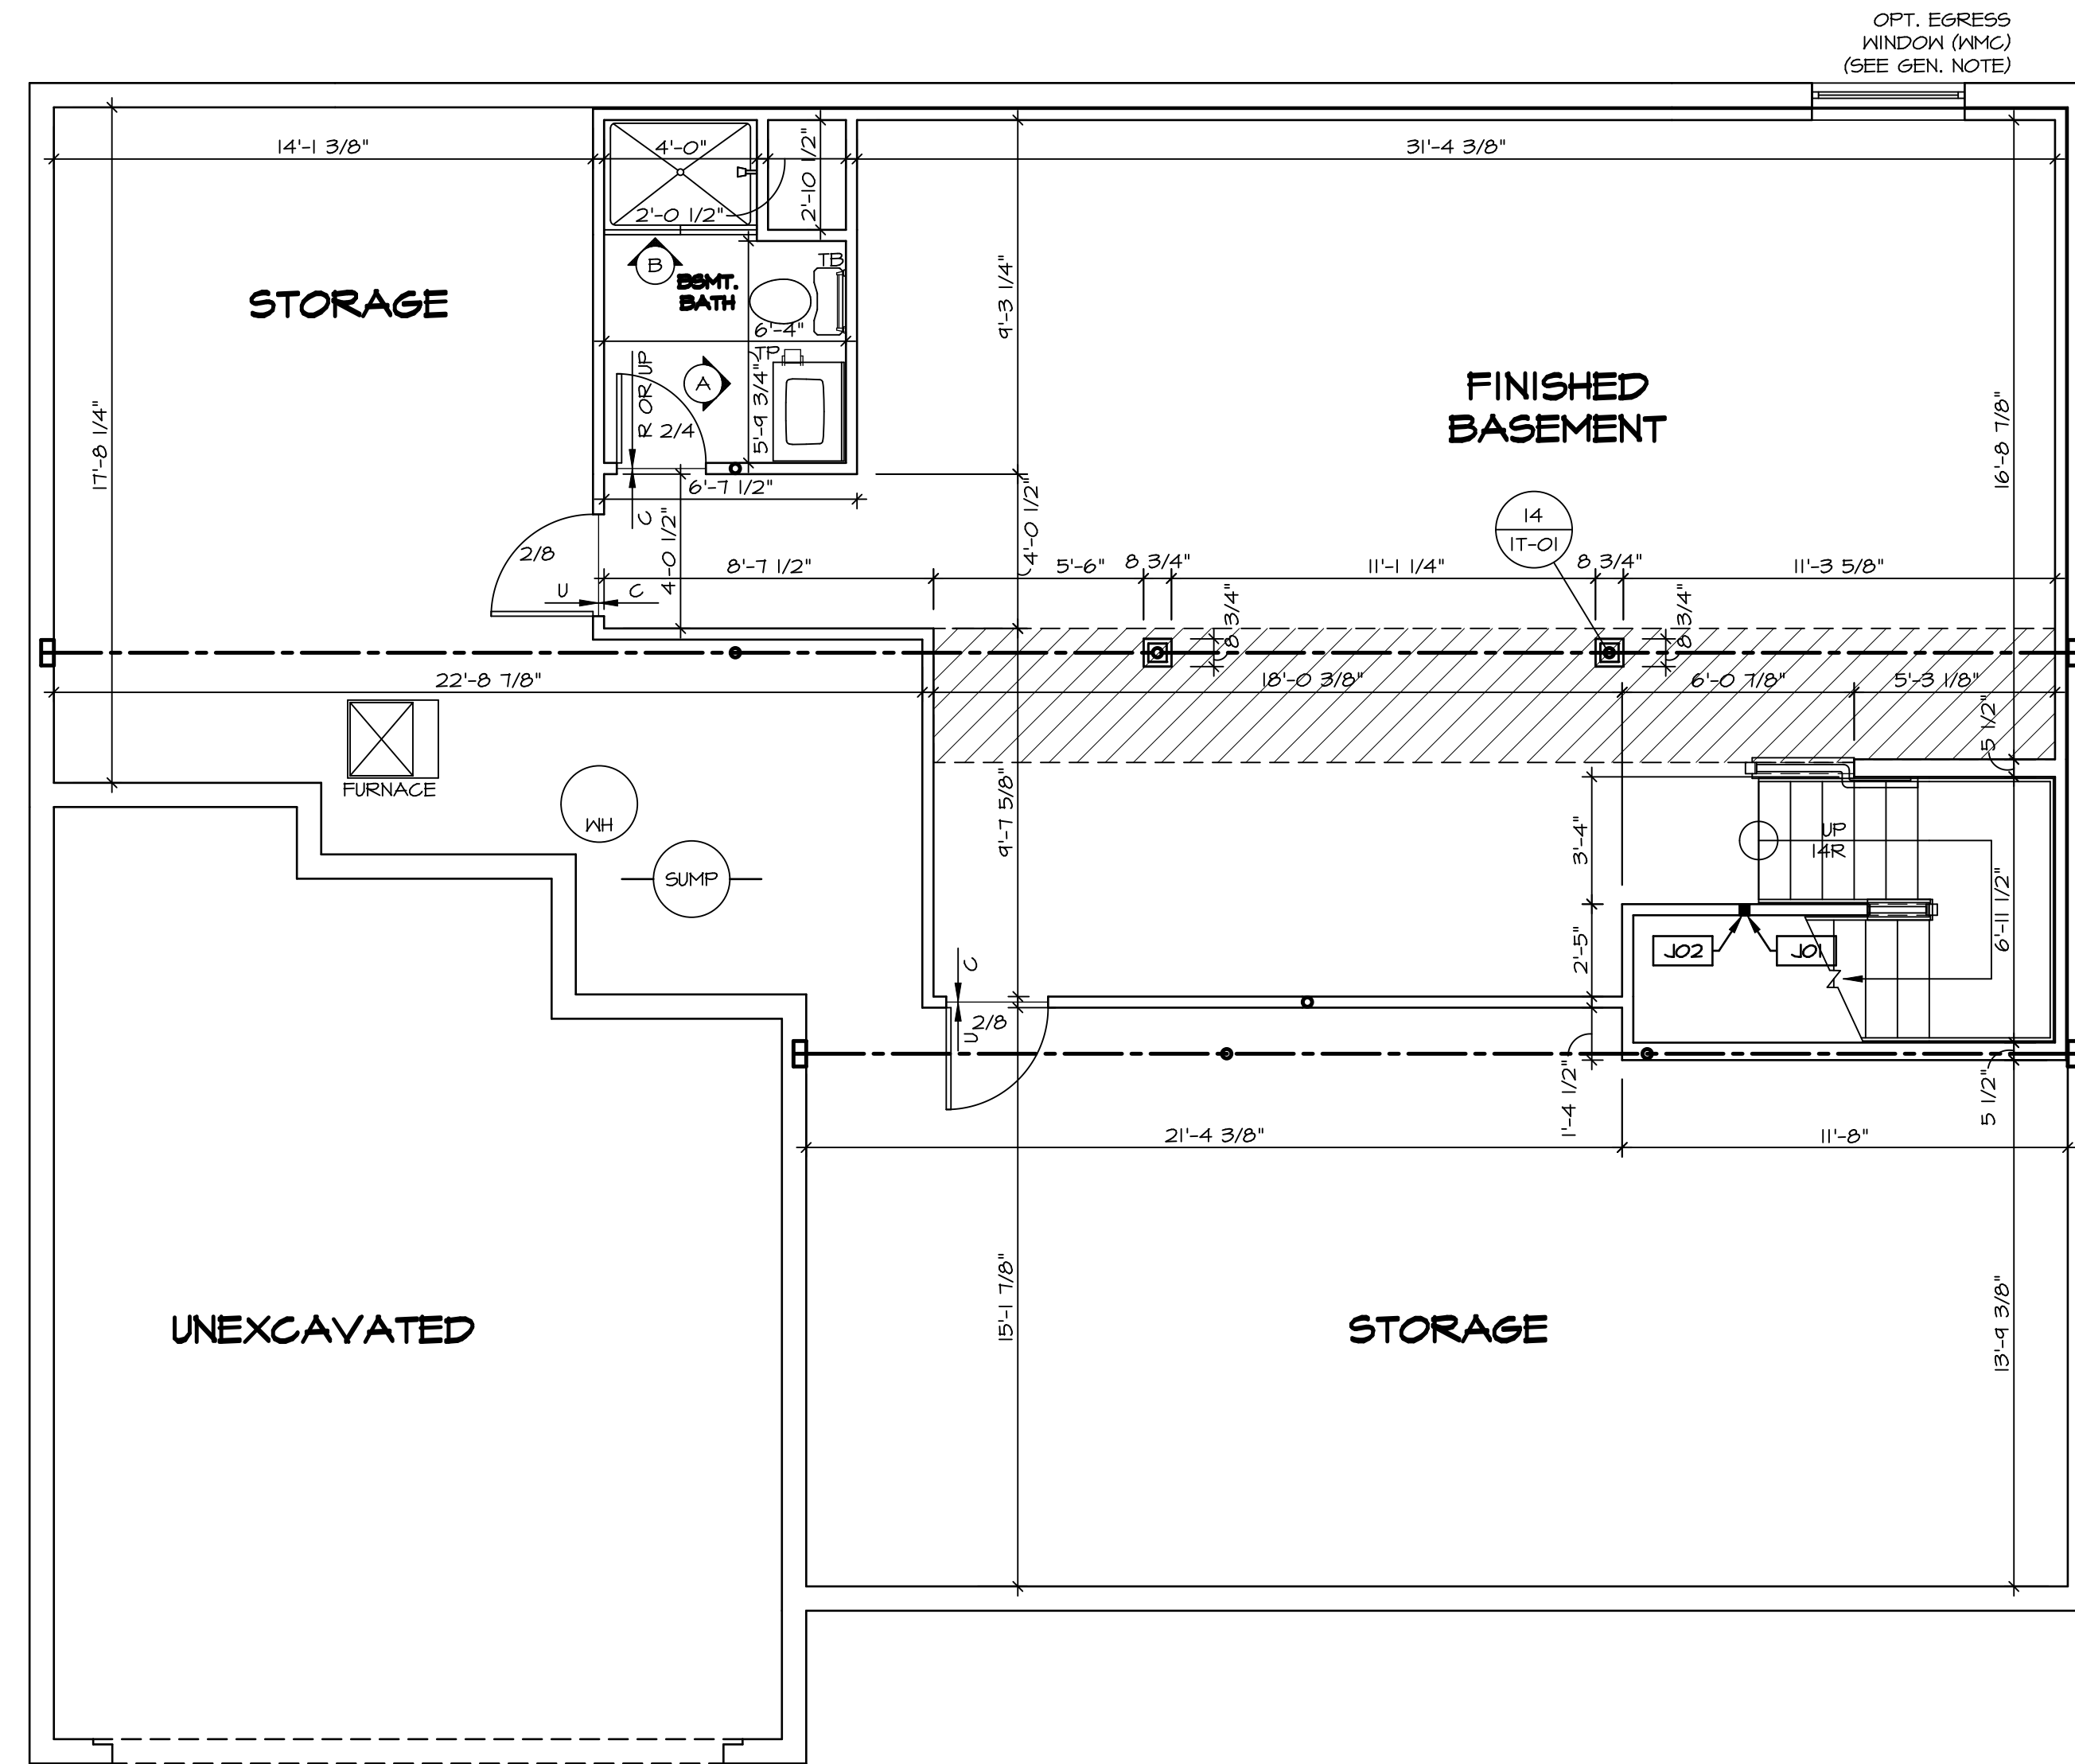 OPT. EGRESS
WINDOW (WMC)
(SEE GEN. NOTE)
14'-1 3/8"
4'-0"
2'-10 1/2"
31'-4 3/8"
2'-0 1/2"
B
BSMT.
BATH
TB
STORAGE
9'-3 1/4"
6'-4"
TP
R OR UP
A
2/4
5'-9 3/4"
FINISHED
BASEMENT
17'-8 1/4"
16'-8 7/8"
6'-7 1/2"
C
4'-0 1/2"
4'-0 1/2"
14
1T-01
2/8
U
C
8'-7 1/2"
5'-6"
8 3/4"
11'-1 1/4"
8 3/4"
11'-3 5/8"
8 3/4"
8 3/4"
22'-8 7/8"
18'-0 3/8"
6'-0 7/8"
5'-3 1/8"
5 1/2"
FURNACE
WH
SUMP
9'-7 5/8"
3'-4"
UP
14R
6'-11 1/2"
2'-5"
J02
J01
C
U
2/8
1'-4 1/2"
5 1/2"
21'-4 3/8"
11'-8"
15'-1 7/8"
13'-9 3/8"
UNEXCAVATED
STORAGE